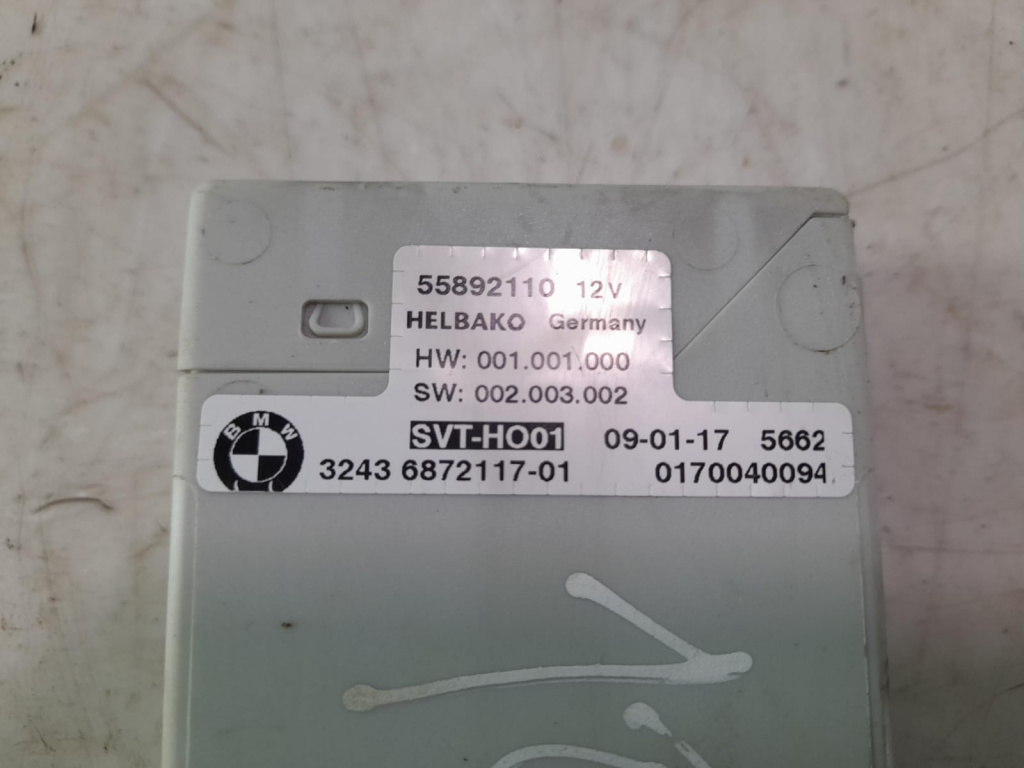 55892110 12V
HELBAKO Germany
HW: 001.001.000
SW: 002.003.002
BMW
SVT-HO01 09-01-17 5662
3243 6872117-01 0170040094